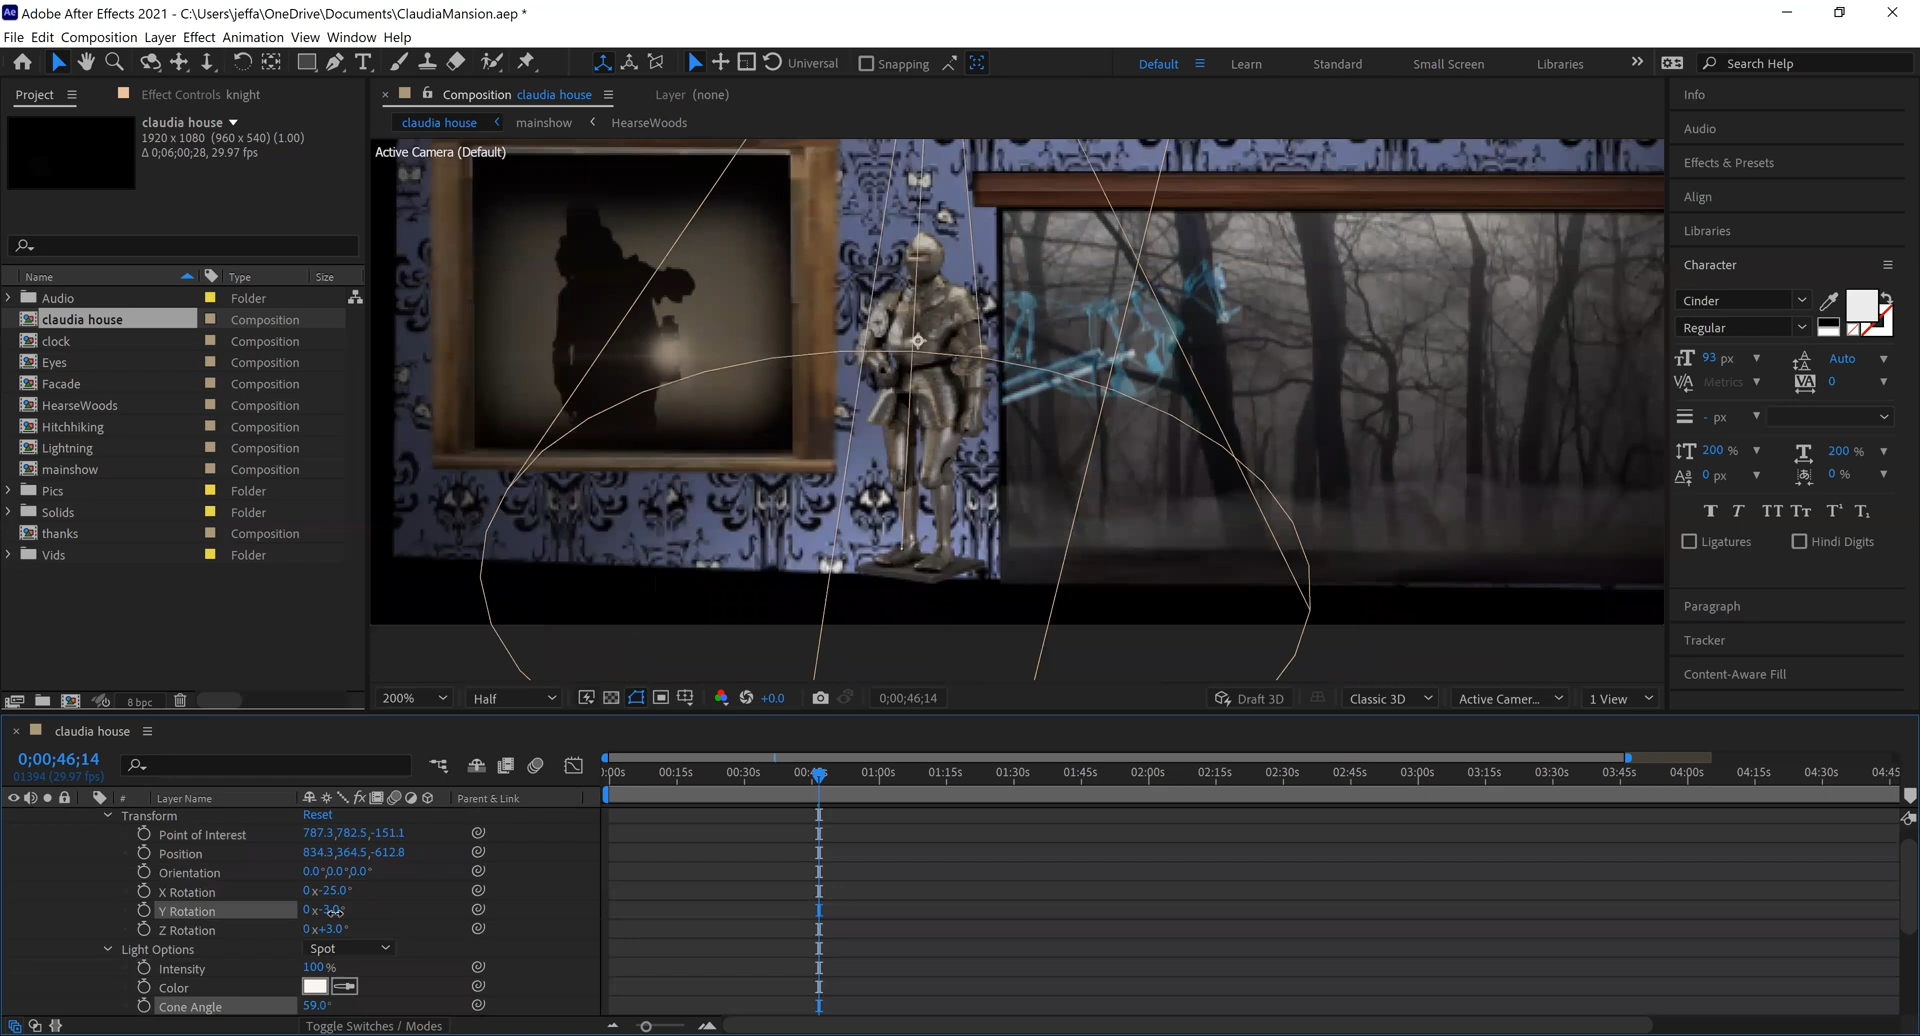 Adobe After Effects 2021 - C:\Users\jeffa\OneDrive\Documents\ClaudiaMansion.aep *
File Edit Composition Layer Effect Animation View Window Help
Universal Snapping Default Learn Standard Small Screen Libraries Search Help
Project Effect Controls knight
claudia house
1920 x 1080 (960 x 540) (1.00)
Δ 0;06;00;28, 29.97 fps
Name Type Size
Audio Folder
claudia house Composition
clock Composition
Eyes Composition
Facade Composition
HearseWoods Composition
Hitchhiking Composition
Lightning Composition
mainshow Composition
Pics Folder
Solids Folder
thanks Composition
Vids Folder
8 bpc
Composition claudia house Layer (none)
claudia house mainshow HearseWoods
Active Camera (Default)
200% Half +0.0 0;00;46;14 Draft 3D Classic 3D Active Camer... 1 View
Info
Audio
Effects & Presets
Align
Libraries
Character
Cinder
Regular
93 px Auto
Metrics 0
- px
200 % 200 %
0 px 0 %
Ligatures Hindi Digits
Paragraph
Tracker
Content-Aware Fill
claudia house
0;00;46;14
01394 (29.97 fps)
# Layer Name Parent & Link
:00s 00:15s 00:30s 00:4 01:00s 01:15s 01:30s 01:45s 02:00s 02:15s 02:30s 02:45s 03:00s 03:15s 03:30s 03:45s 04:00s 04:15s 04:30s 04:45
Transform Reset
Point of Interest 787.3,782.5,-151.1
Position 834.3,364.5,-612.8
Orientation 0.0°,0.0°,0.0°
X Rotation 0x-25.0°
Y Rotation 0x-3.0°
Z Rotation 0x+3.0°
Light Options Spot
Intensity 100%
Color
Cone Angle 59.0°
Toggle Switches / Modes